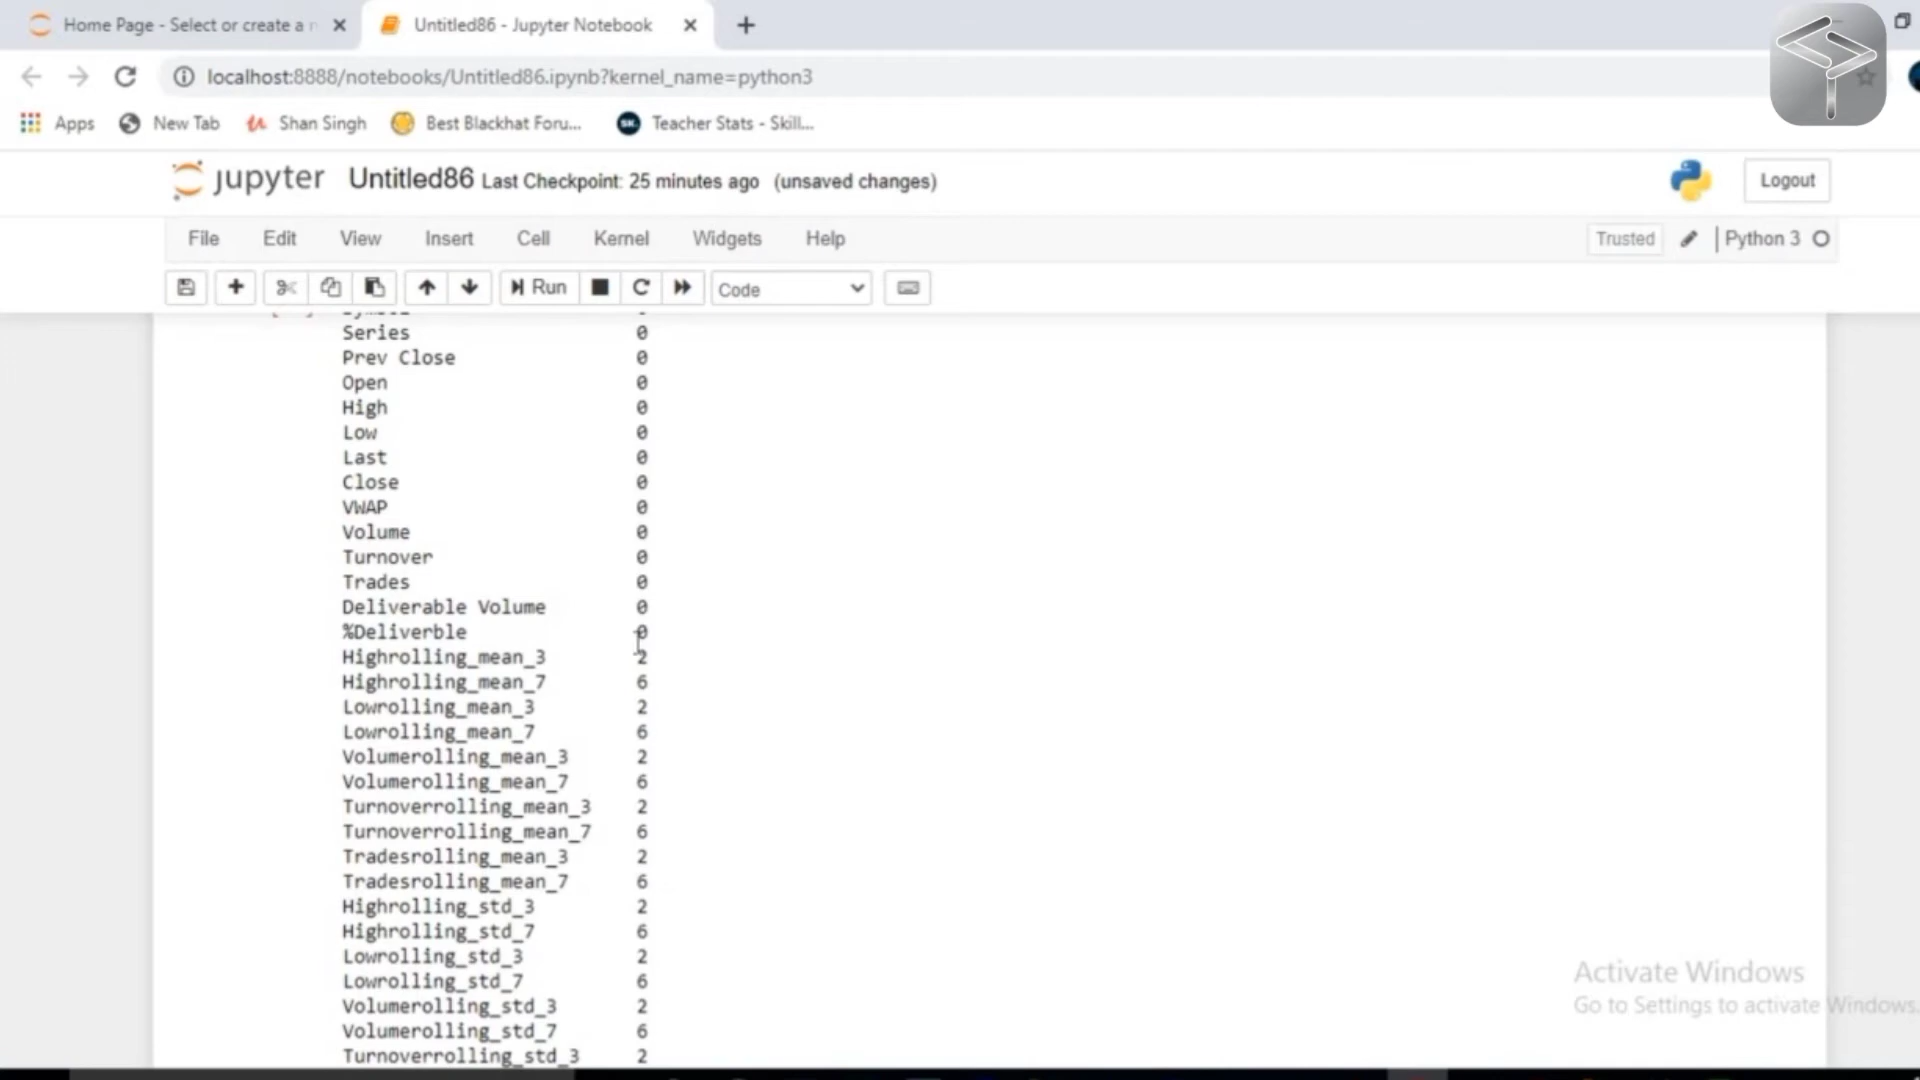 Home Page - Select or create a
Untitled86 - Jupyter Notebook
localhost:8888/notebooks/Untitled86.ipynb?kernel_name=python3
Apps New Tab Shan Singh Best Blackhat Foru... Teacher Stats - Skill...
jupyter Untitled86 Last Checkpoint: 25 minutes ago (unsaved changes)
Logout
File Edit View Insert Cell Kernel Widgets Help
Trusted Python 3
Run Code
Series 0
Prev Close 0
Open 0
High 0
Low 0
Last 0
Close 0
VWAP 0
Volume 0
Turnover 0
Trades 0
Deliverable Volume 0
%Deliverble 0
Highrolling_mean_3 2
Highrolling_mean_7 6
Lowrolling_mean_3 2
Lowrolling_mean_7 6
Volumerolling_mean_3 2
Volumerolling_mean_7 6
Turnoverrolling_mean_3 2
Turnoverrolling_mean_7 6
Tradesrolling_mean_3 2
Tradesrolling_mean_7 6
Highrolling_std_3 2
Highrolling_std_7 6
Lowrolling_std_3 2
Lowrolling_std_7 6
Volumerolling_std_3 2
Volumerolling_std_7 6
Turnoverrolling_std_3 2
Activate Windows
Go to Settings to activate Windows.